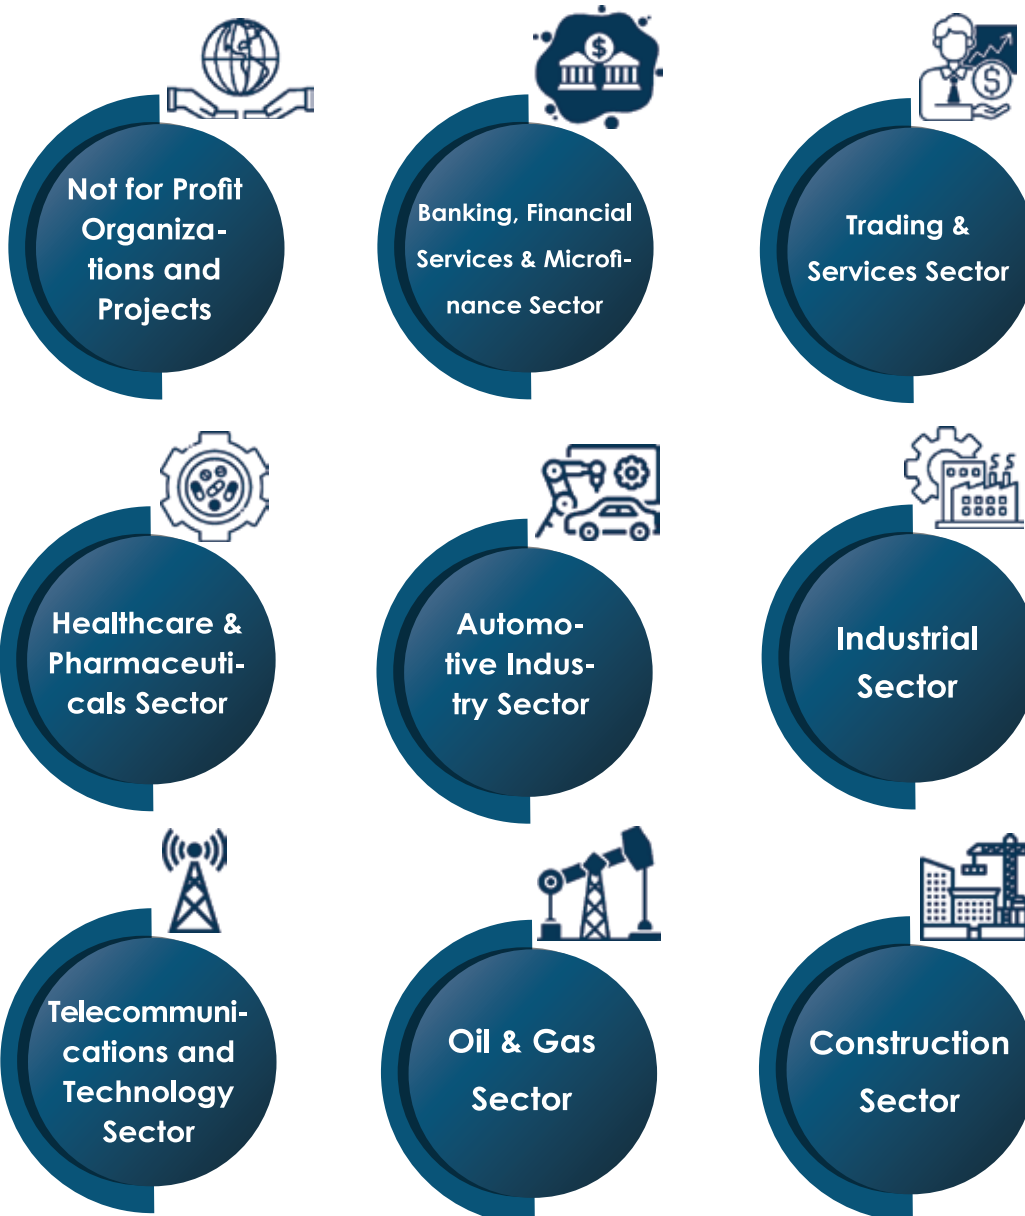 Not for Profit
Organiza-
tions and
Projects
Banking, Financial
Services & Microfi-
nance Sector
Trading &
Services Sector
Healthcare &
Pharmaceuti-
cals Sector
Automo-
tive Indus-
try Sector
Industrial
Sector
Telecommuni-
cations and
Technology
Sector
Oil & Gas
Sector
Construction
Sector